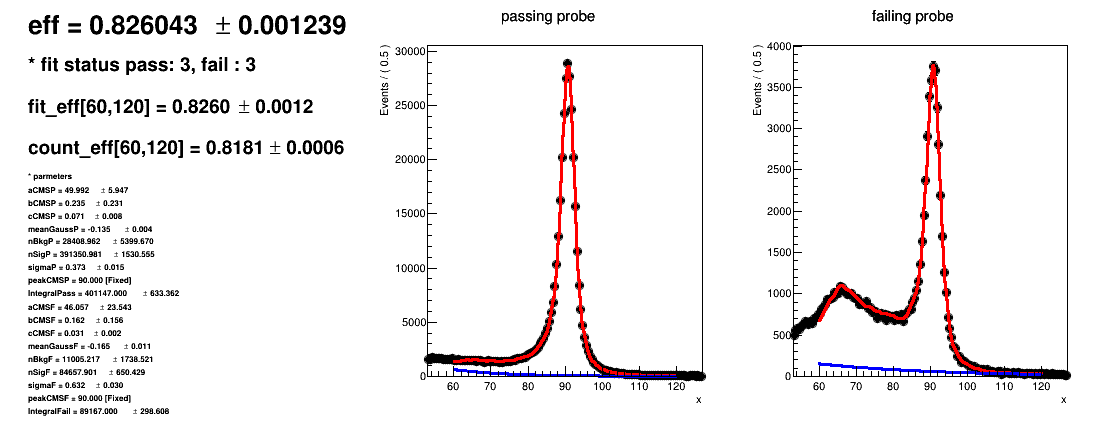 eff = 0.826043 ± 0.001239
* fit status pass: 3, fail : 3
fit_eff[60,120] = 0.8260 ± 0.0012
count_eff[60,120] = 0.8181 ± 0.0006
* parmeters
aCMSP = 49.992 ± 5.947
bCMSP = 0.235 ± 0.231
cCMSP = 0.071 ± 0.008
meanGaussP = -0.135 ± 0.004
nBkgP = 28408.962 ± 5399.670
nSigP = 391350.981 ± 1530.555
sigmaP = 0.373 ± 0.015
peakCMSP = 90.000 [Fixed]
IntegralPass = 401147.000 ± 633.362
aCMSF = 46.057 ± 23.543
bCMSF = 0.162 ± 0.156
cCMSF = 0.031 ± 0.002
meanGaussF = -0.165 ± 0.011
nBkgF = 11005.217 ± 1738.521
nSigF = 84657.901 ± 650.429
sigmaF = 0.632 ± 0.030
peakCMSF = 90.000 [Fixed]
IntegralFail = 89167.000 ± 298.608
passing probe
Events / ( 0.5 )
30000
25000
20000
15000
10000
5000
0
60 70 80 90 100 110 120
x
failing probe
Events / ( 0.5 )
4000
3500
3000
2500
2000
1500
1000
500
0
60 70 80 90 100 110 120
x